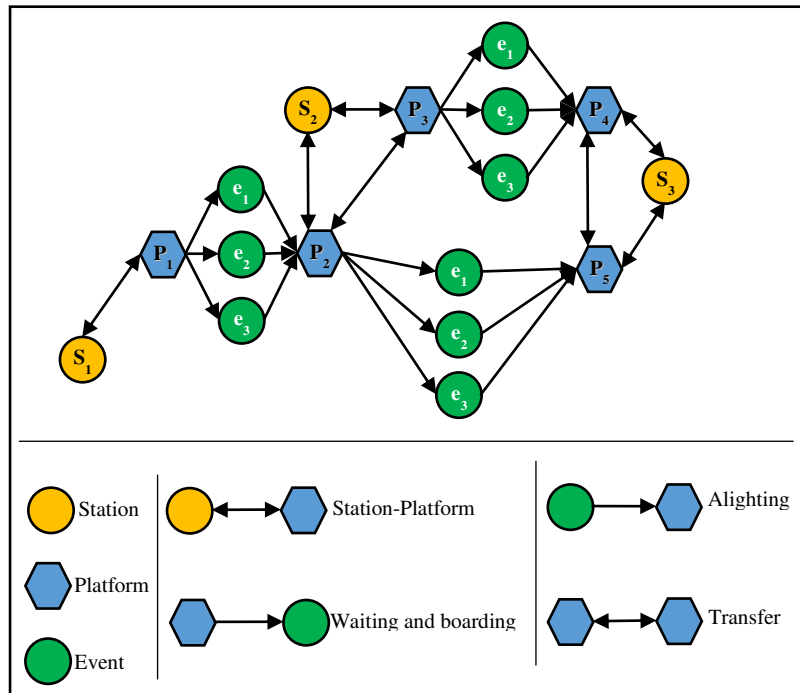 e1
S2
P3
e2
P4
e3
S3
e1
P1
e2
P2
e3
e1
P5
e2
S1
e3
Station
Station-Platform
Alighting
Platform
Waiting and boarding
Transfer
Event